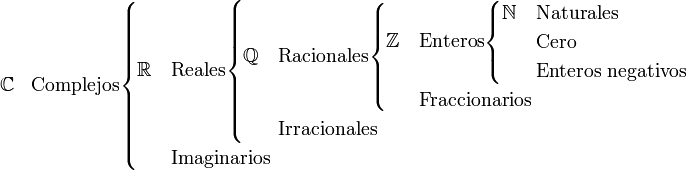 ℕ Naturales
ℤ Enteros
Cero
ℚ Racionales
ℝ Reales
Enteros negativos
ℂ Complejos
Fraccionarios
Irracionales
Imaginarios